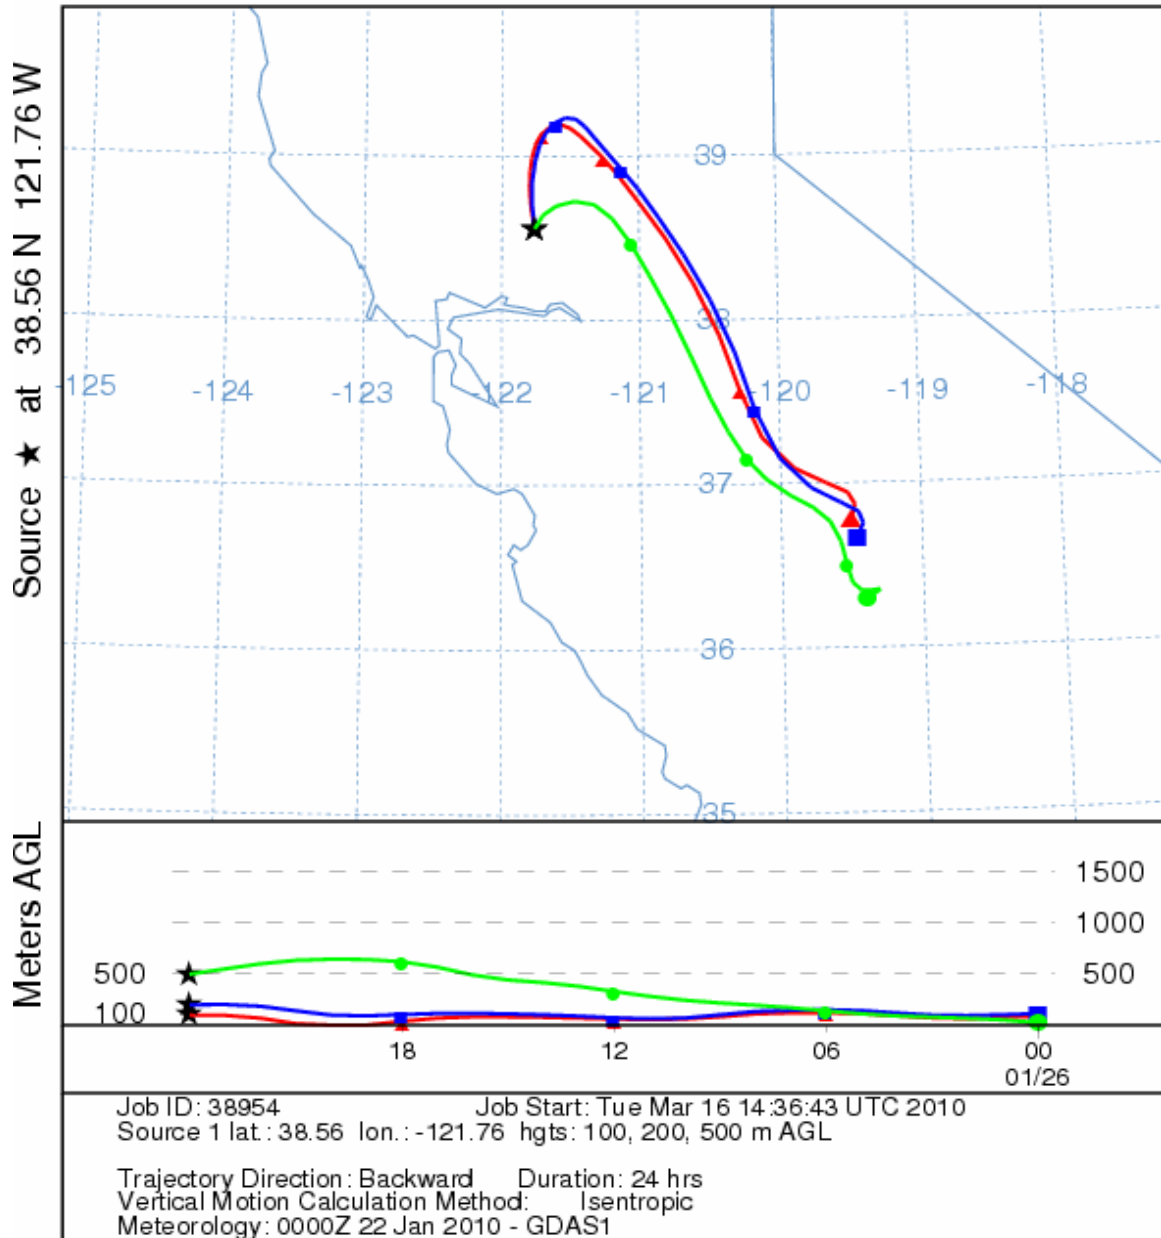 Source ★ at 38.56 N 121.76 W
39
38
-125 -124 -123 -122 -121 -120 -119 -118
37
36
35
Meters AGL
1500
1000
500 500
100
18 12 06 00
01/26
Job ID: 38954 Job Start: Tue Mar 16 14:36:43 UTC 2010
Source 1 lat.: 38.56 lon.: -121.76 hgts: 100, 200, 500 m AGL
Trajectory Direction: Backward Duration: 24 hrs
Vertical Motion Calculation Method: Isentropic
Meteorology: 0000Z 22 Jan 2010 - GDAS1